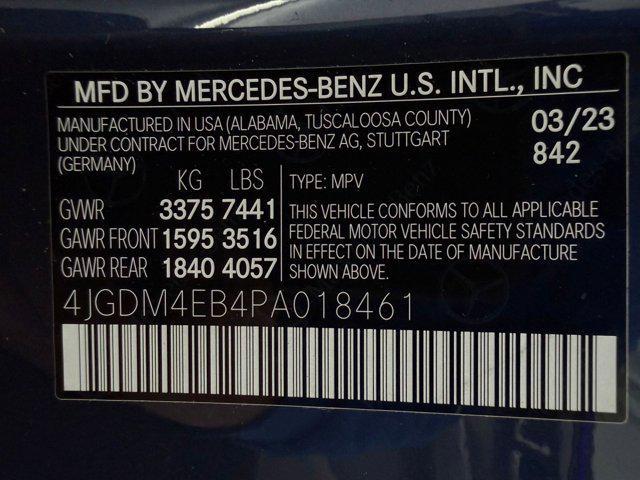 MFD BY MERCEDES-BENZ U.S. INTL., INC
MANUFACTURED IN USA (ALABAMA, TUSCALOOSA COUNTY) 03/23
UNDER CONTRACT FOR MERCEDES-BENZ AG, STUTTGART 842
(GERMANY)
KG LBS TYPE: MPV
GVWR 3375 7441
GAWR FRONT 1595 3516
GAWR REAR 1840 4057
THIS VEHICLE CONFORMS TO ALL APPLICABLE
FEDERAL MOTOR VEHICLE SAFETY STANDARDS
IN EFFECT ON THE DATE OF MANUFACTURE
SHOWN ABOVE.
4JGDM4EB4PA018461